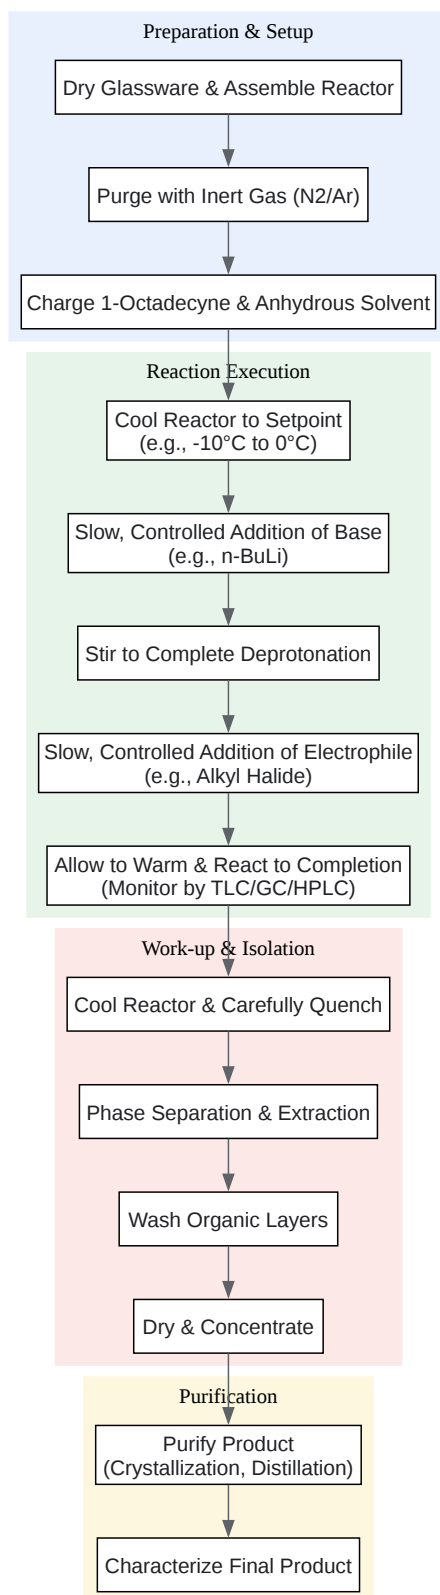 Preparation & Setup
Dry Glassware & Assemble Reactor
Purge with Inert Gas (N2/Ar)
Charge 1-Octadecyne & Anhydrous Solvent
Reaction Execution
Cool Reactor to Setpoint
(e.g., -10°C to 0°C)
Slow, Controlled Addition of Base
(e.g., n-BuLi)
Stir to Complete Deprotonation
Slow, Controlled Addition of Electrophile
(e.g., Alkyl Halide)
Allow to Warm & React to Completion
(Monitor by TLC/GC/HPLC)
Work-up & Isolation
Cool Reactor & Carefully Quench
Phase Separation & Extraction
Wash Organic Layers
Dry & Concentrate
Purification
Purify Product
(Crystallization, Distillation)
Characterize Final Product